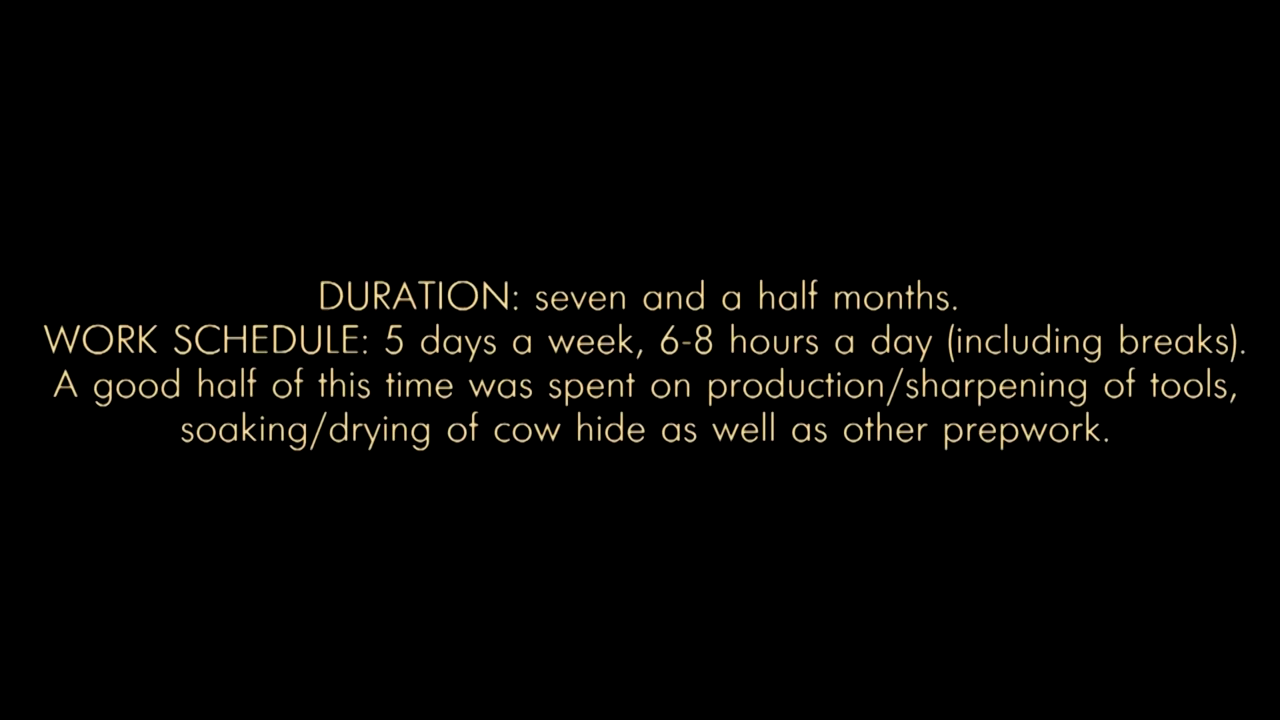 DURATION: seven and a half months.
WORK SCHEDULE: 5 days a week, 6-8 hours a day (including breaks).
A good half of this time was spent on production/sharpening of tools,
soaking/drying of cow hide as well as other prepwork.